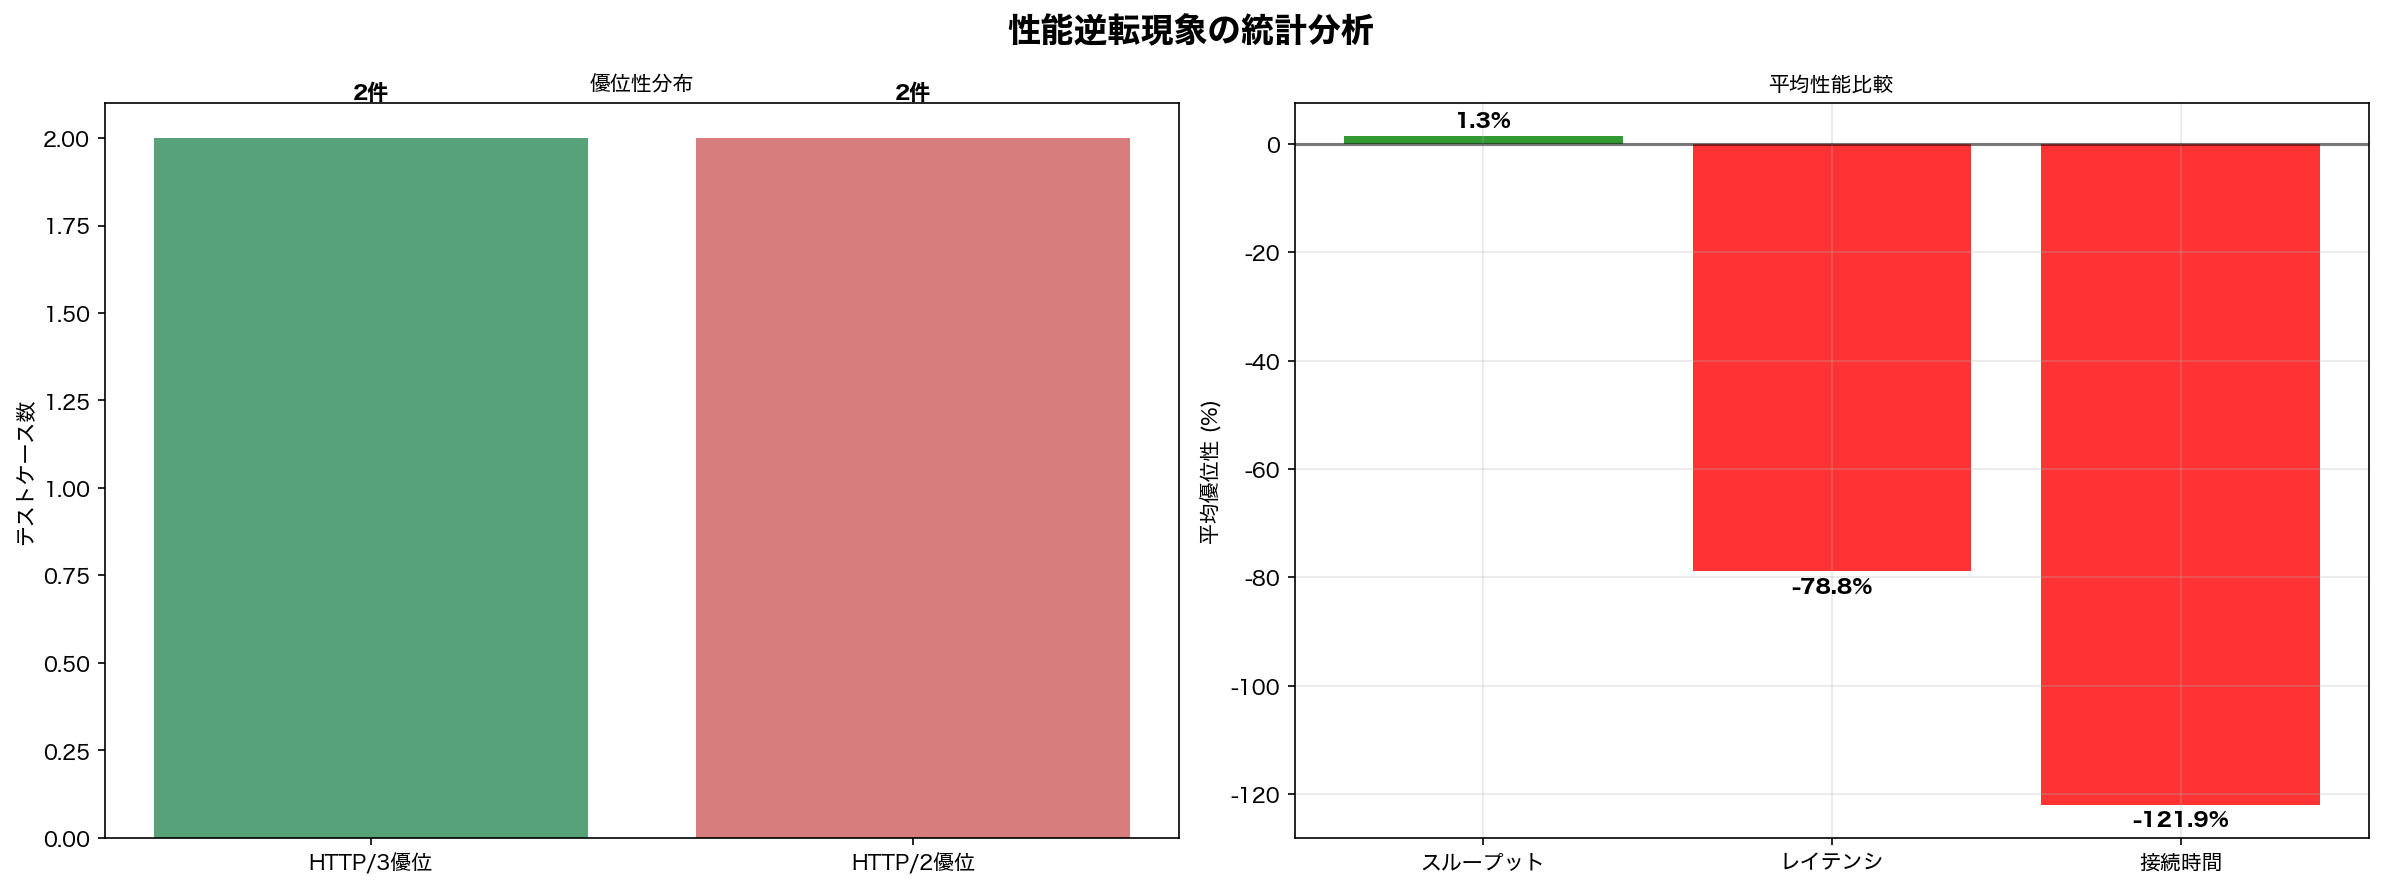 性能逆転現象の統計分析
優位性分布
2件
2件
テストケース数
2.00
1.75
1.50
1.25
1.00
0.75
0.50
0.25
0.00
HTTP/3優位
HTTP/2優位
平均性能比較
平均優位性 (%)
0
-20
-40
-60
-80
-100
-120
1.3%
-78.8%
-121.9%
スループット
レイテンシ
接続時間